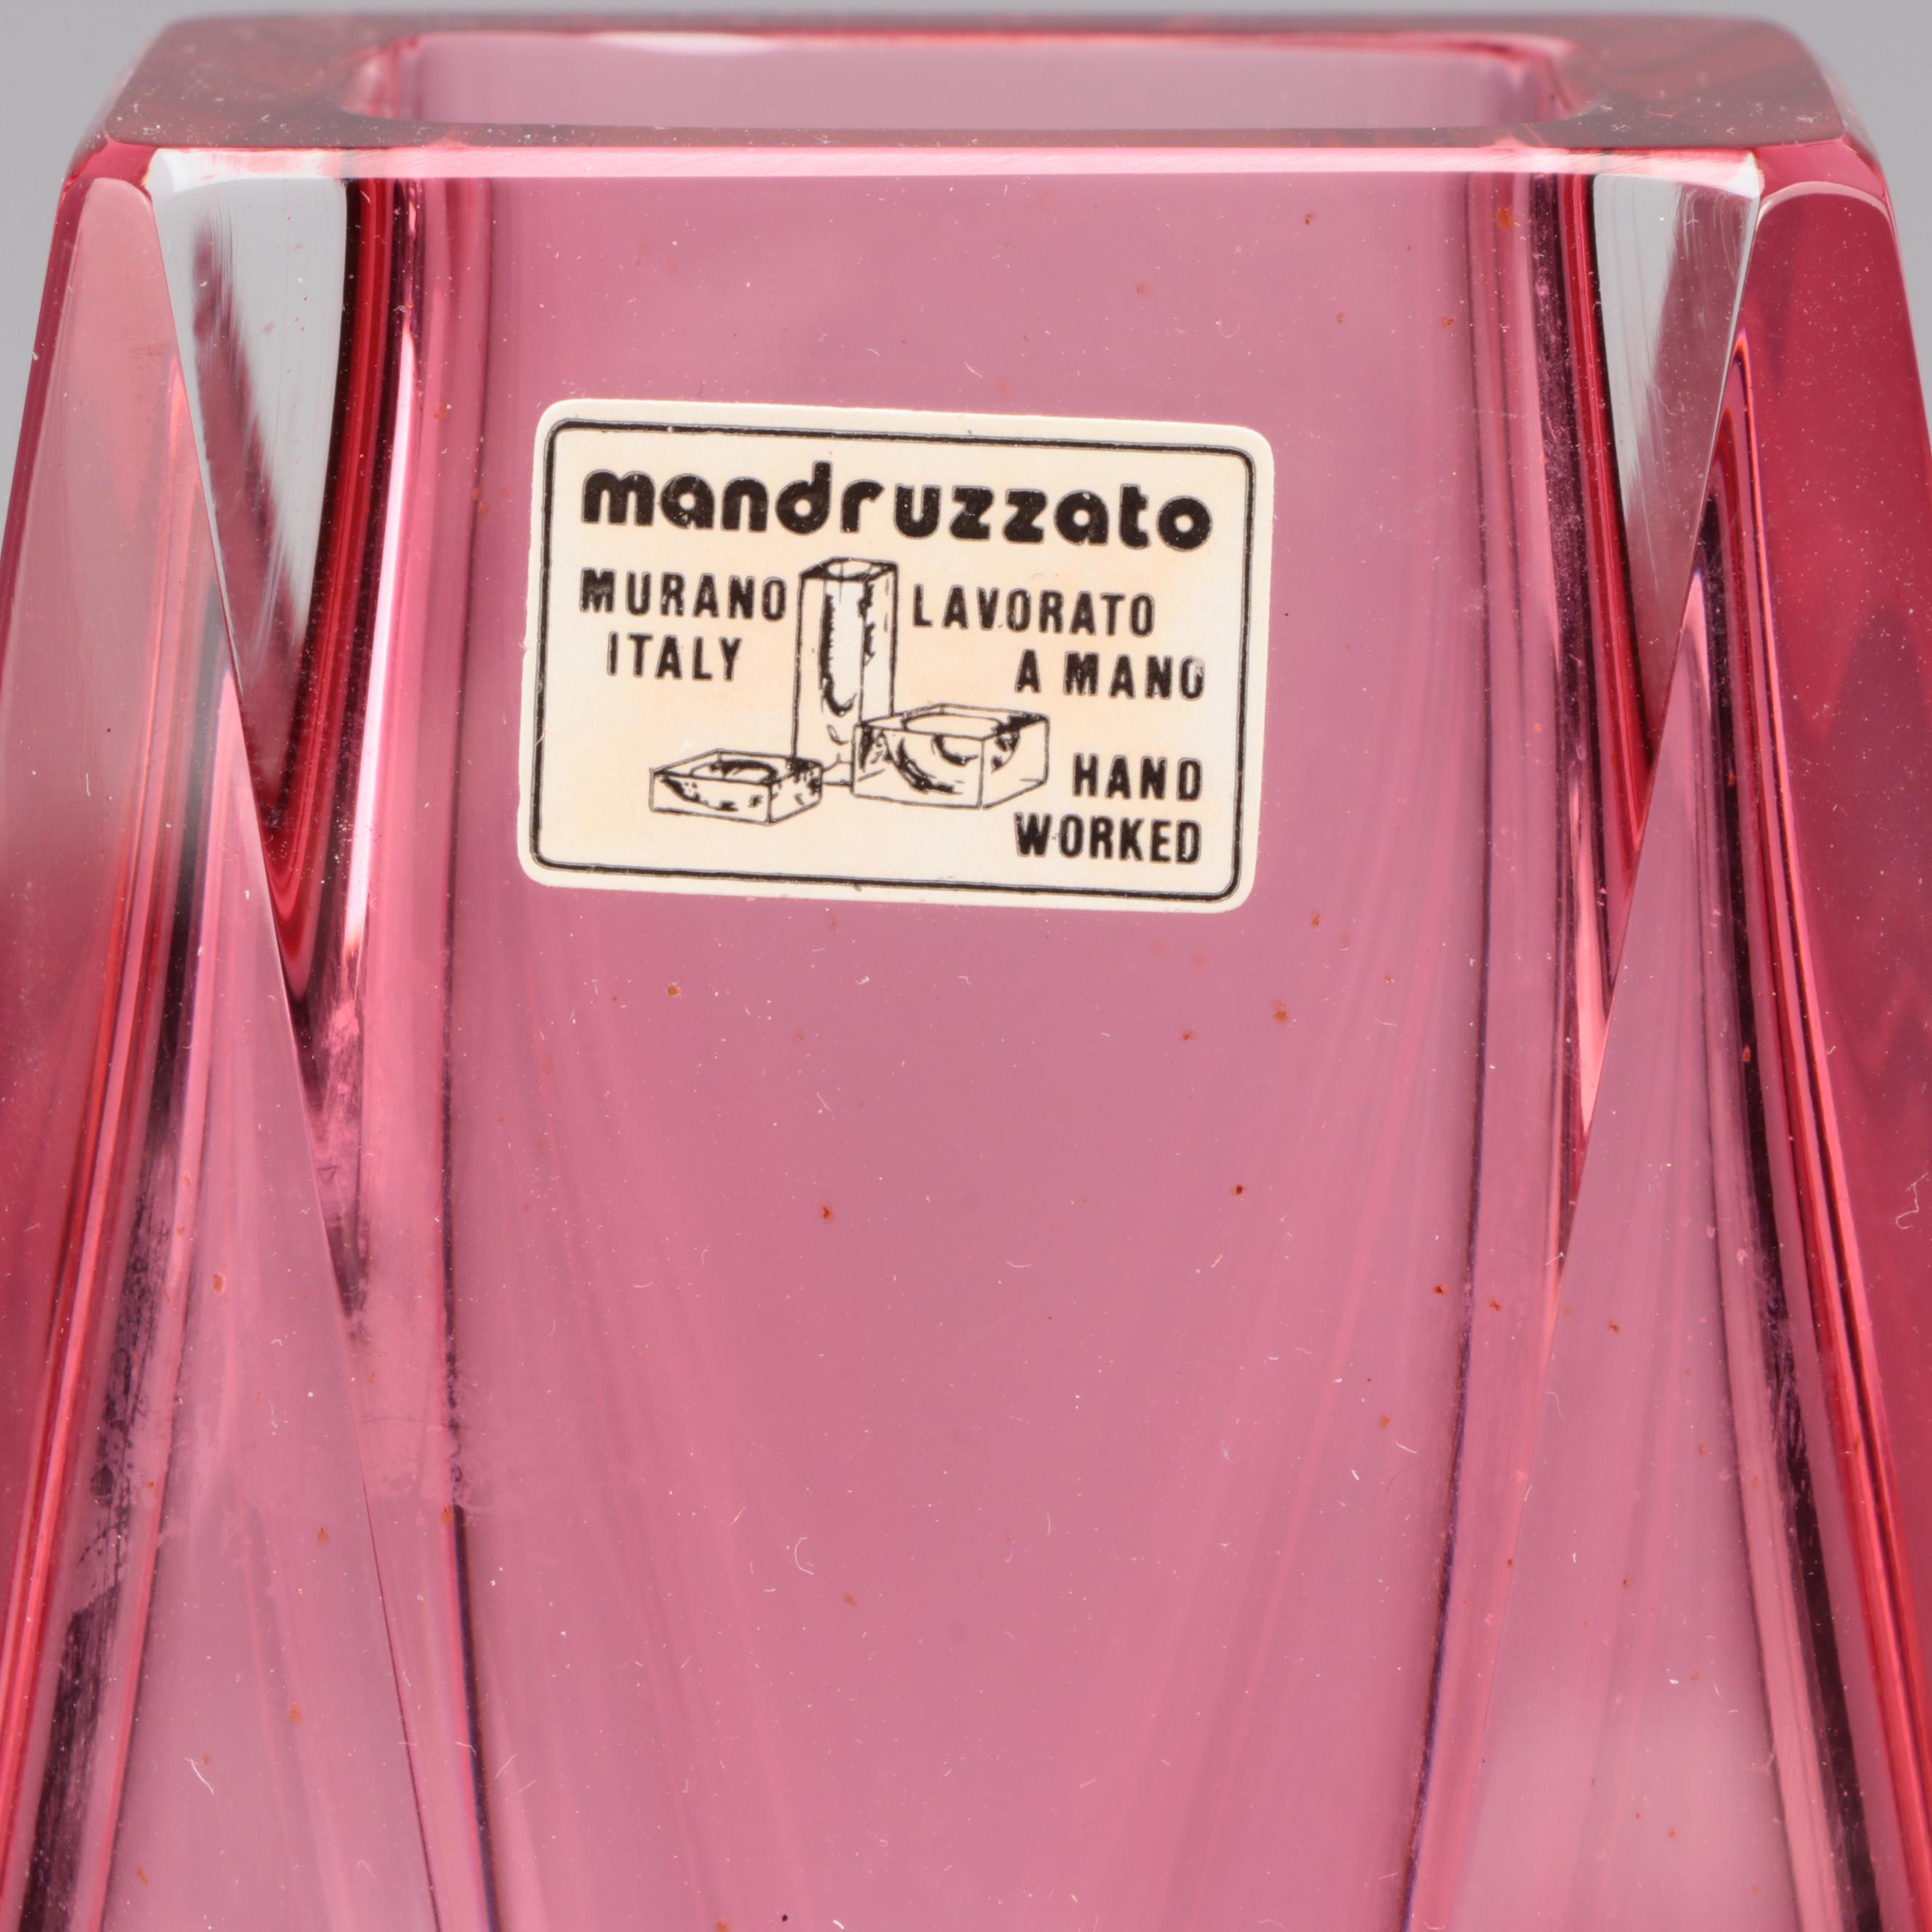 mandruzzato
MURANO
ITALY
LAVORATO
A MANO
HAND
WORKED